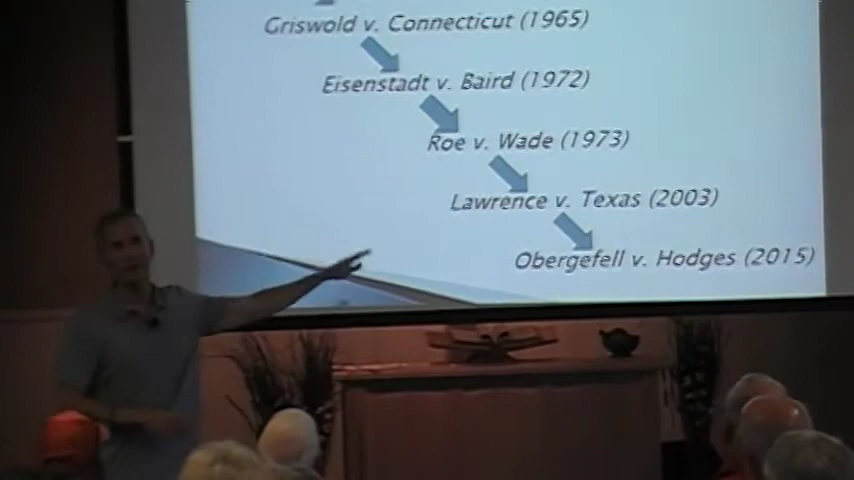 Griswold v. Connecticut (1965)
Eisenstadt v. Baird (1972)
Roe v. Wade (1973)
Lawrence v. Texas (2003)
Obergefell v. Hodges (2015)